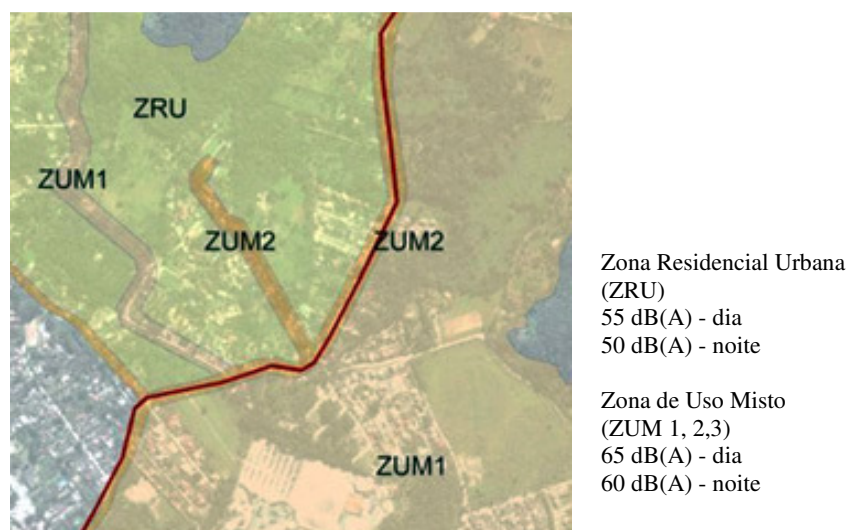 ZRU
ZUM1
ZUM2
ZUM2
ZUM1
Zona Residencial Urbana
(ZRU)
55 dB(A) - dia
50 dB(A) - noite
Zona de Uso Misto
(ZUM 1, 2,3)
65 dB(A) - dia
60 dB(A) - noite